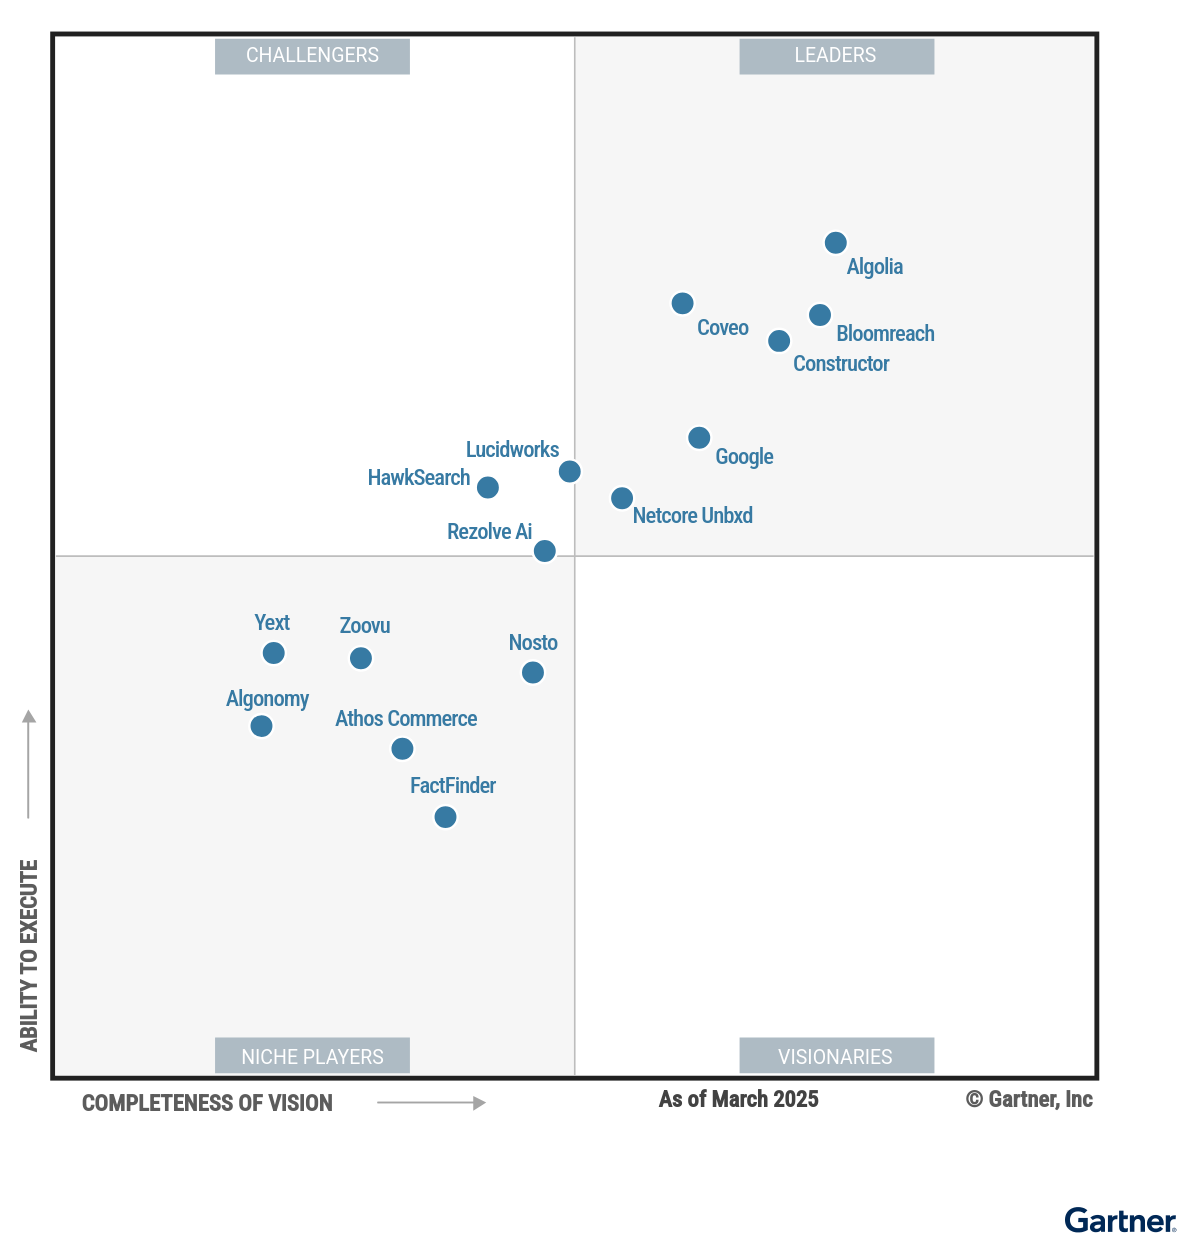 CHALLENGERS
LEADERS
Algolia
Coveo
Bloomreach
Constructor
Lucidworks
Google
HawkSearch
Netcore Unbxd
Rezolve Ai
Yext
Zoovu
Nosto
Algonomy
Athos Commerce
FactFinder
ABILITY TO EXECUTE
NICHE PLAYERS
VISIONARIES
COMPLETENESS OF VISION
As of March 2025
© Gartner, Inc
Gartner®